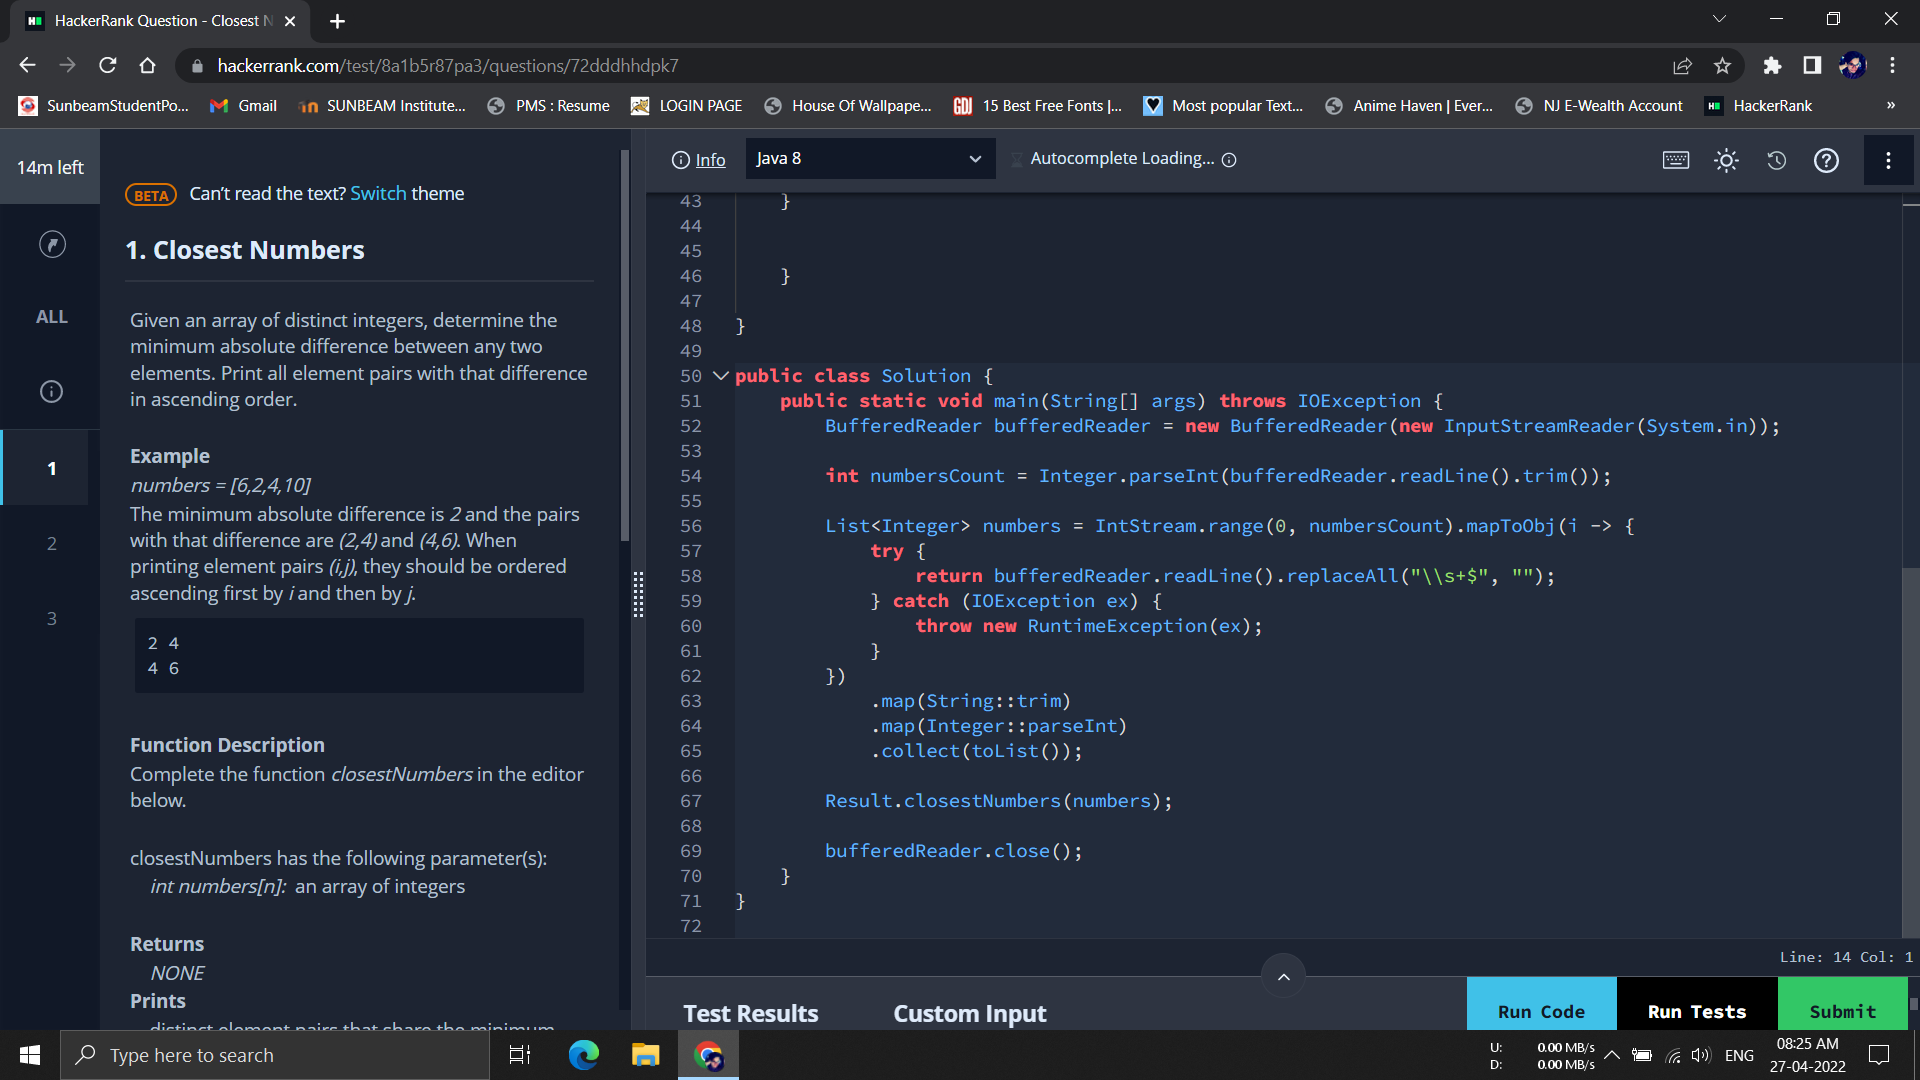 HackerRank Question - Closest N
hackerrank.com/test/8a1b5r87pa3/questions/72dddhhdpk7
SunbeamStudentPo...
Gmail
SUNBEAM Institute...
PMS : Resume
LOGIN PAGE
House Of Wallpape...
15 Best Free Fonts |...
Most popular Text...
Anime Haven | Ever...
NJ E-Wealth Account
HackerRank
»
14m left
ALL
1
2
3
BETA Can't read the text? Switch theme
1. Closest Numbers
Given an array of distinct integers, determine the
minimum absolute difference between any two
elements. Print all element pairs with that difference
in ascending order.
Example
numbers = [6,2,4,10]
The minimum absolute difference is 2 and the pairs
with that difference are (2,4) and (4,6). When
printing element pairs (i,j), they should be ordered
ascending first by i and then by j.
2 4
4 6
Function Description
Complete the function closestNumbers in the editor
below.
closestNumbers has the following parameter(s):
int numbers[n]: an array of integers
Returns
NONE
Prints
distinct element pairs that share the minimum
Info
Java 8
Autocomplete Loading...
43 }
44
45
46 }
47
48 }
49
50 public class Solution {
51 public static void main(String[] args) throws IOException {
52 BufferedReader bufferedReader = new BufferedReader(new InputStreamReader(System.in));
53
54 int numbersCount = Integer.parseInt(bufferedReader.readLine().trim());
55
56 List<Integer> numbers = IntStream.range(0, numbersCount).mapToObj(i -> {
57 try {
58 return bufferedReader.readLine().replaceAll("\\s+$", "");
59 } catch (IOException ex) {
60 throw new RuntimeException(ex);
61 }
62 })
63 .map(String::trim)
64 .map(Integer::parseInt)
65 .collect(toList());
66
67 Result.closestNumbers(numbers);
68
69 bufferedReader.close();
70 }
71 }
72
Line: 14 Col: 1
Test Results
Custom Input
Run Code
Run Tests
Submit
Type here to search
U: 0.00 MB/s
D: 0.00 MB/s
ENG
08:25 AM
27-04-2022